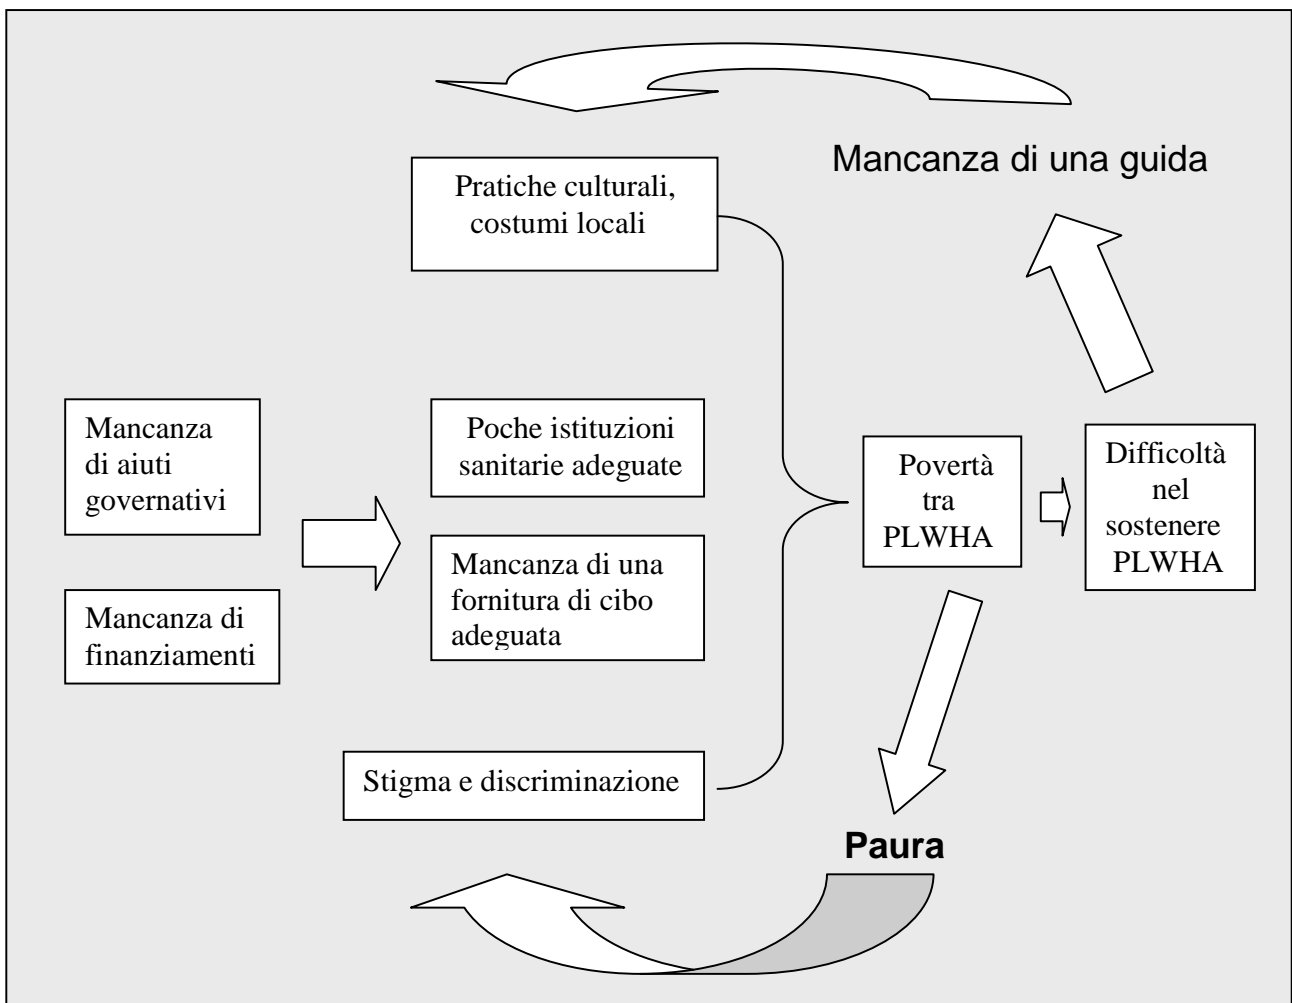 Mancanza di una guida
Pratiche culturali,
costumi locali
Mancanza
di aiuti
governativi
Poche istituzioni
sanitarie adeguate
Povertà
tra
PLWHA
Difficoltà
nel
sostenere
PLWHA
Mancanza di una
fornitura di cibo
adeguata
Mancanza di
finanziamenti
Stigma e discriminazione
Paura